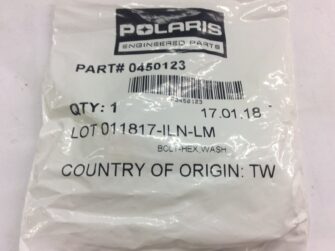 POLARIS
ENGINEERED PARTS
PART# 0450123
P0450123
QTY: 1 17.01.18
LOT 011817-ILN-LM
BOLT-HEX WASH
COUNTRY OF ORIGIN: TW